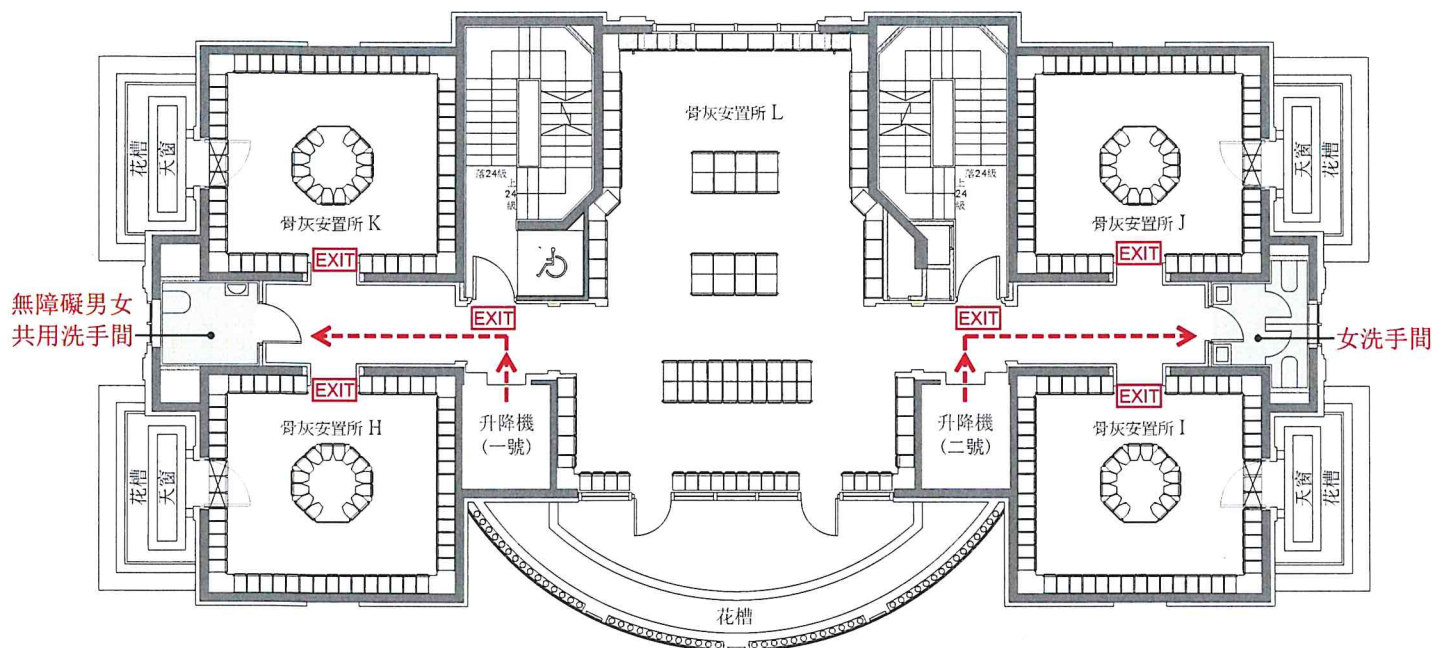 骨灰安置所 L
花槽
天窗
落24級
上
24
級
上
24
級
落24級
天窗
花槽
骨灰安置所 K
骨灰安置所 J
EXIT
EXIT
無障礙男女
共用洗手間
EXIT
EXIT
女洗手間
EXIT
EXIT
骨灰安置所 H
升降機
(一號)
升降機
(二號)
骨灰安置所 I
花槽
天窗
天窗
花槽
花槽